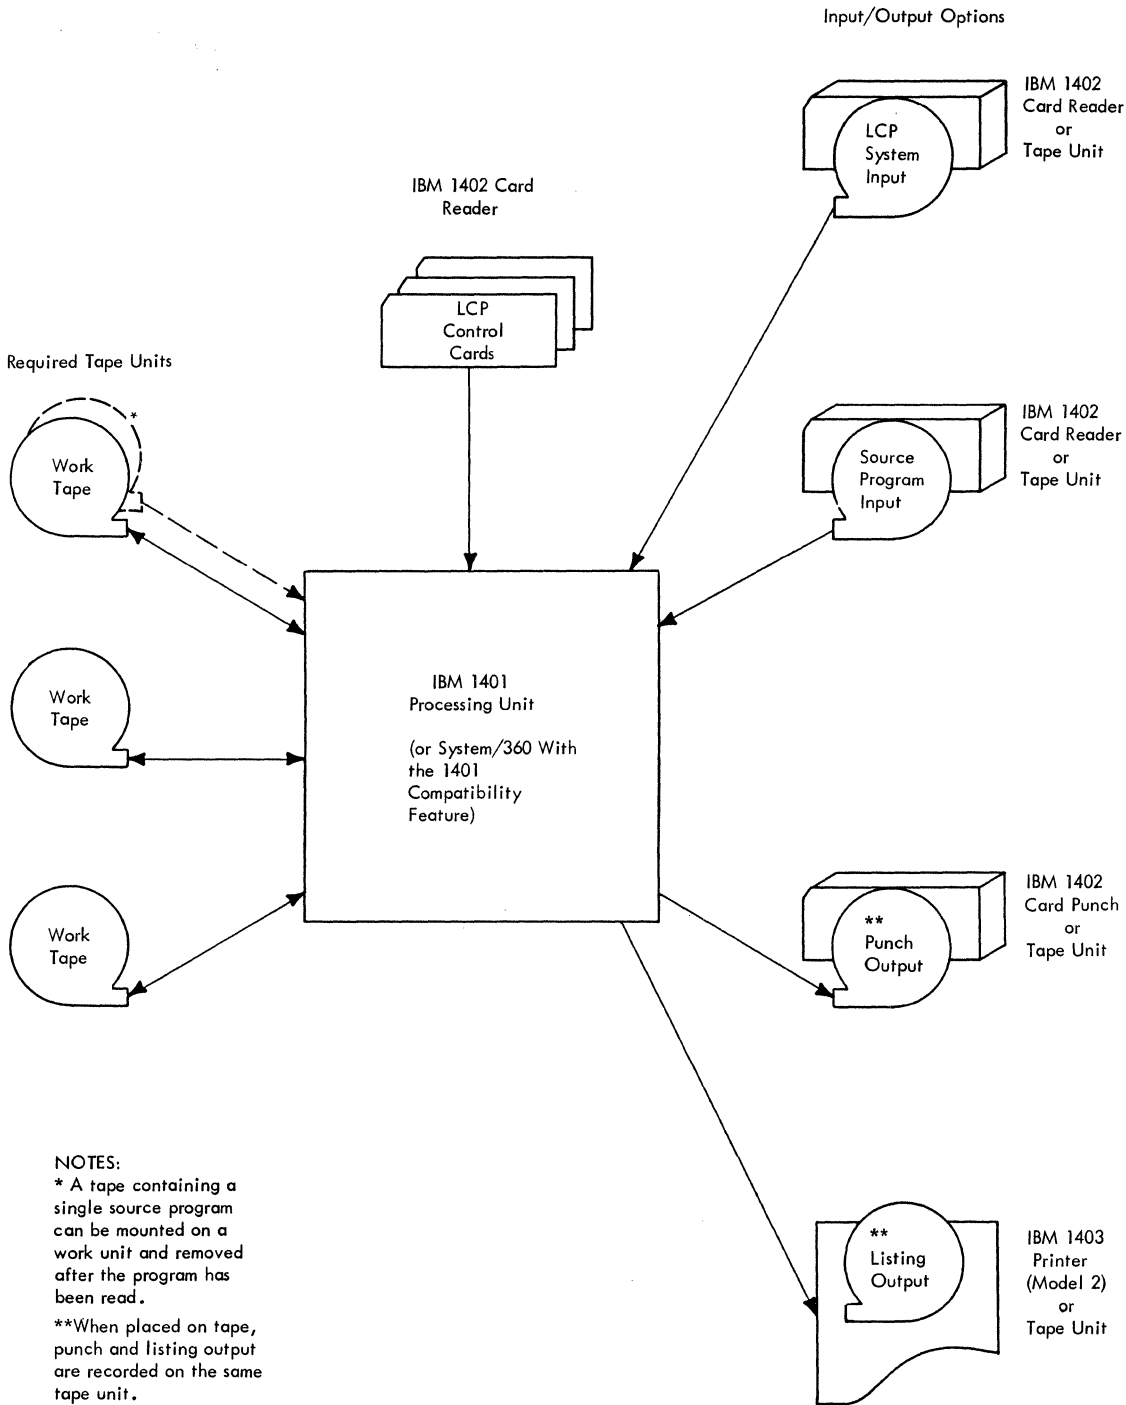 Input/Output Options
IBM 1402
Card Reader
or
Tape Unit
LCP
System
Input
IBM 1402 Card
Reader
LCP
Control
Cards
Required Tape Units
*
Work
Tape
IBM 1402
Card Reader
or
Tape Unit
Source
Program
Input
IBM 1401
Processing Unit
(or System/360 With
the 1401
Compatibility
Feature)
Work
Tape
Work
Tape
IBM 1402
Card Punch
or
Tape Unit
**
Punch
Output
NOTES:
* A tape containing a
single source program
can be mounted on a
work unit and removed
after the program has
been read.
**When placed on tape,
punch and listing output
are recorded on the same
tape unit.
**
Listing
Output
IBM 1403
Printer
(Model 2)
or
Tape Unit